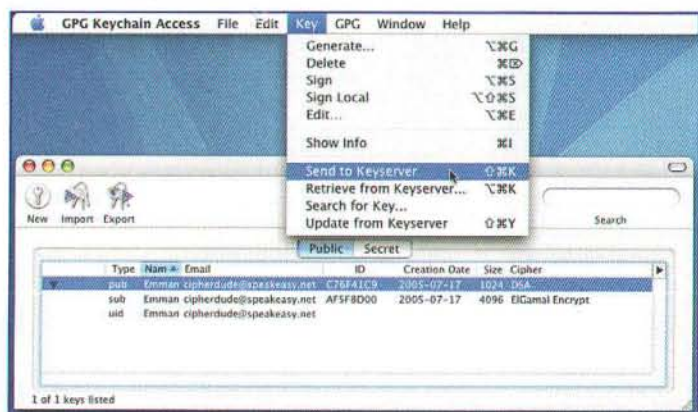 GPG Keychain Access File Edit Key GPG Window Help
Generate... ⌥⌘G
Delete ⌘⌦
Sign ⌥⌘S
Sign Local ⌥⇧⌘S
Edit... ⌥⌘E
Show Info ⌘I
Send to Keyserver ⇧⌘K
Retrieve from Keyserver... ⌥⌘K
Search for Key...
Update from Keyserver ⇧⌘Y
New Import Export Search
Public Secret
Type Nam Email ID Creation Date Size Cipher
pub Emman cipherdude@speakeasy.net C76F41C9 2005-07-17 1024 DSA
sub Emman cipherdude@speakeasy.net AF5F8D00 2005-07-17 4096 ElGamal Encrypt
uid Emman cipherdude@speakeasy.net
1 of 1 keys listed